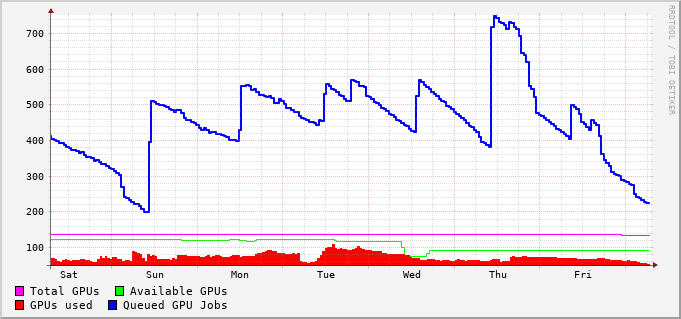 700
600
500
400
300
200
100
Sat Sun Mon Tue Wed Thu Fri
Total GPUs Available GPUs
GPUs used Queued GPU Jobs
RRDTOOL / TOBI OETIKER